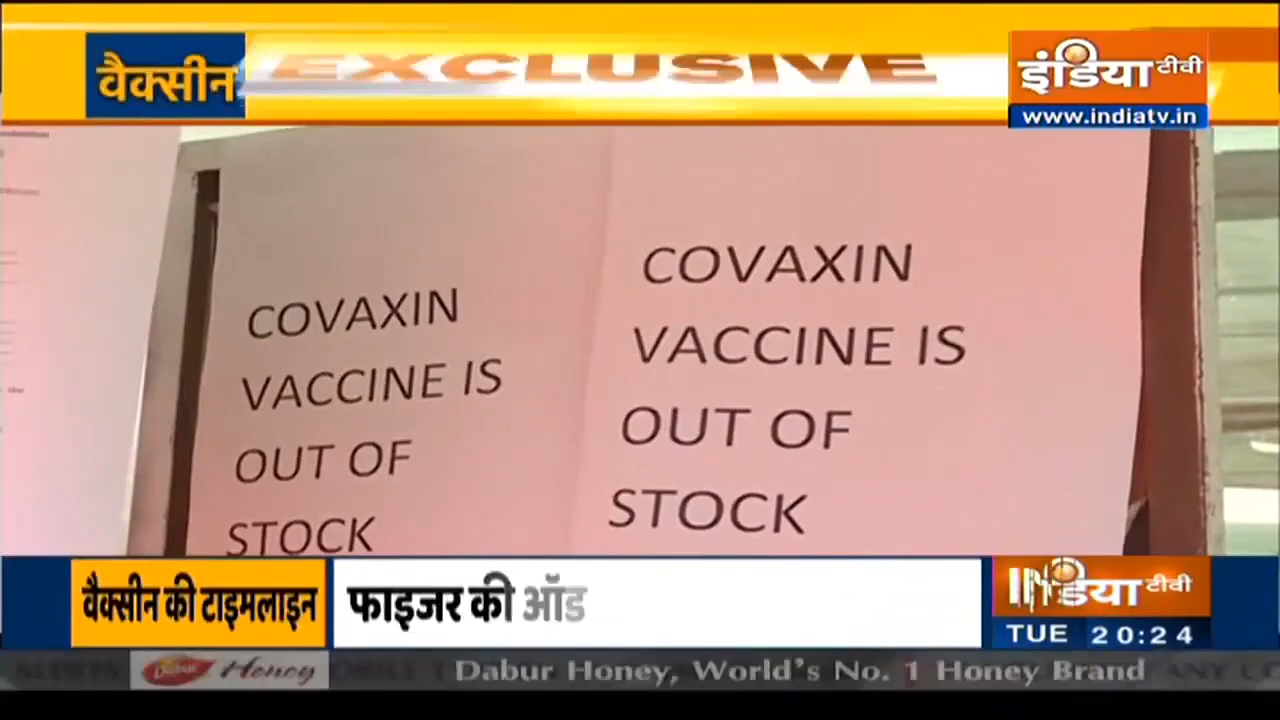 वैक्सीन
EXCLUSIVE
इंडिया टीवी
www.indiatv.in
COVAXIN
VACCINE IS
OUT OF
STOCK
COVAXIN
VACCINE IS
OUT OF
STOCK
वैक्सीन की टाइमलाइन
फाइजर की ऑड
इंडिया टीवी
TUE 20:24
Dabur Honey
Dabur Honey, World's No. 1 Honey Brand